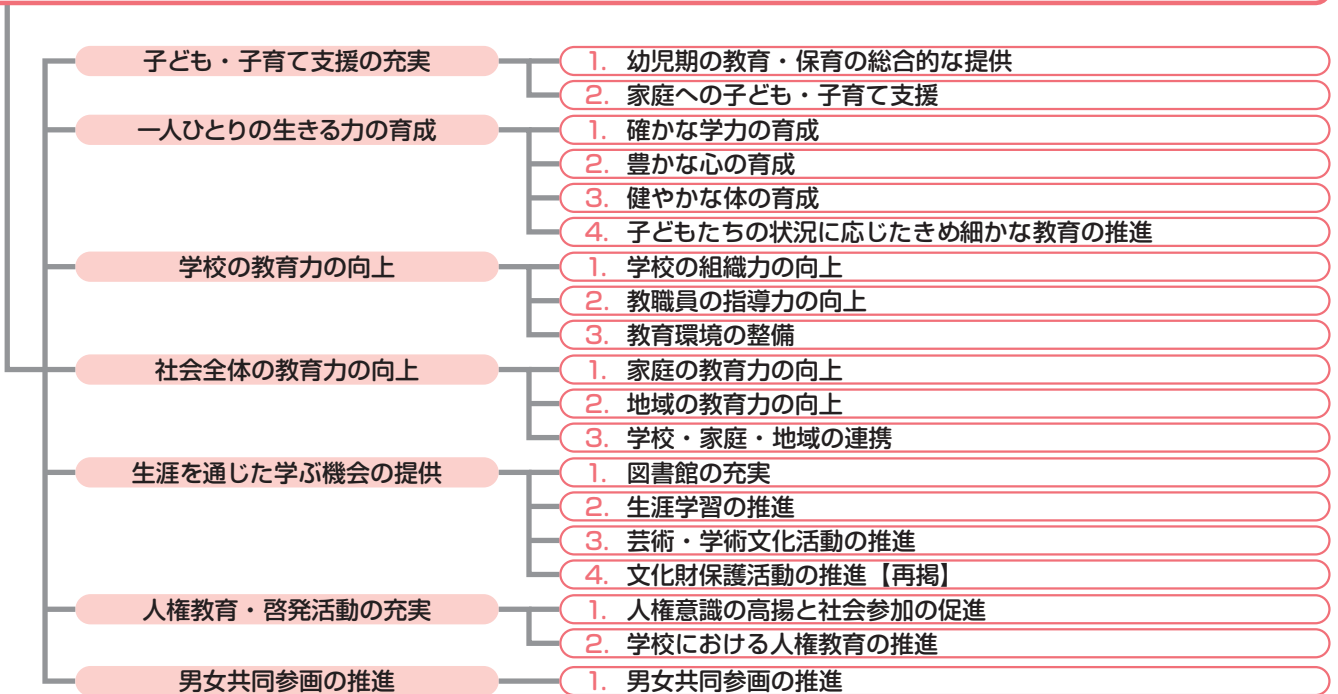 子ども・子育て支援の充実
1. 幼児期の教育・保育の総合的な提供
2. 家庭への子ども・子育て支援
一人ひとりの生きる力の育成
1. 確かな学力の育成
2. 豊かな心の育成
3. 健やかな体の育成
4. 子どもたちの状況に応じたきめ細かな教育の推進
学校の教育力の向上
1. 学校の組織力の向上
2. 教職員の指導力の向上
3. 教育環境の整備
社会全体の教育力の向上
1. 家庭の教育力の向上
2. 地域の教育力の向上
3. 学校・家庭・地域の連携
生涯を通じた学ぶ機会の提供
1. 図書館の充実
2. 生涯学習の推進
3. 芸術・学術文化活動の推進
4. 文化財保護活動の推進【再掲】
人権教育・啓発活動の充実
1. 人権意識の高揚と社会参加の促進
2. 学校における人権教育の推進
男女共同参画の推進
1. 男女共同参画の推進